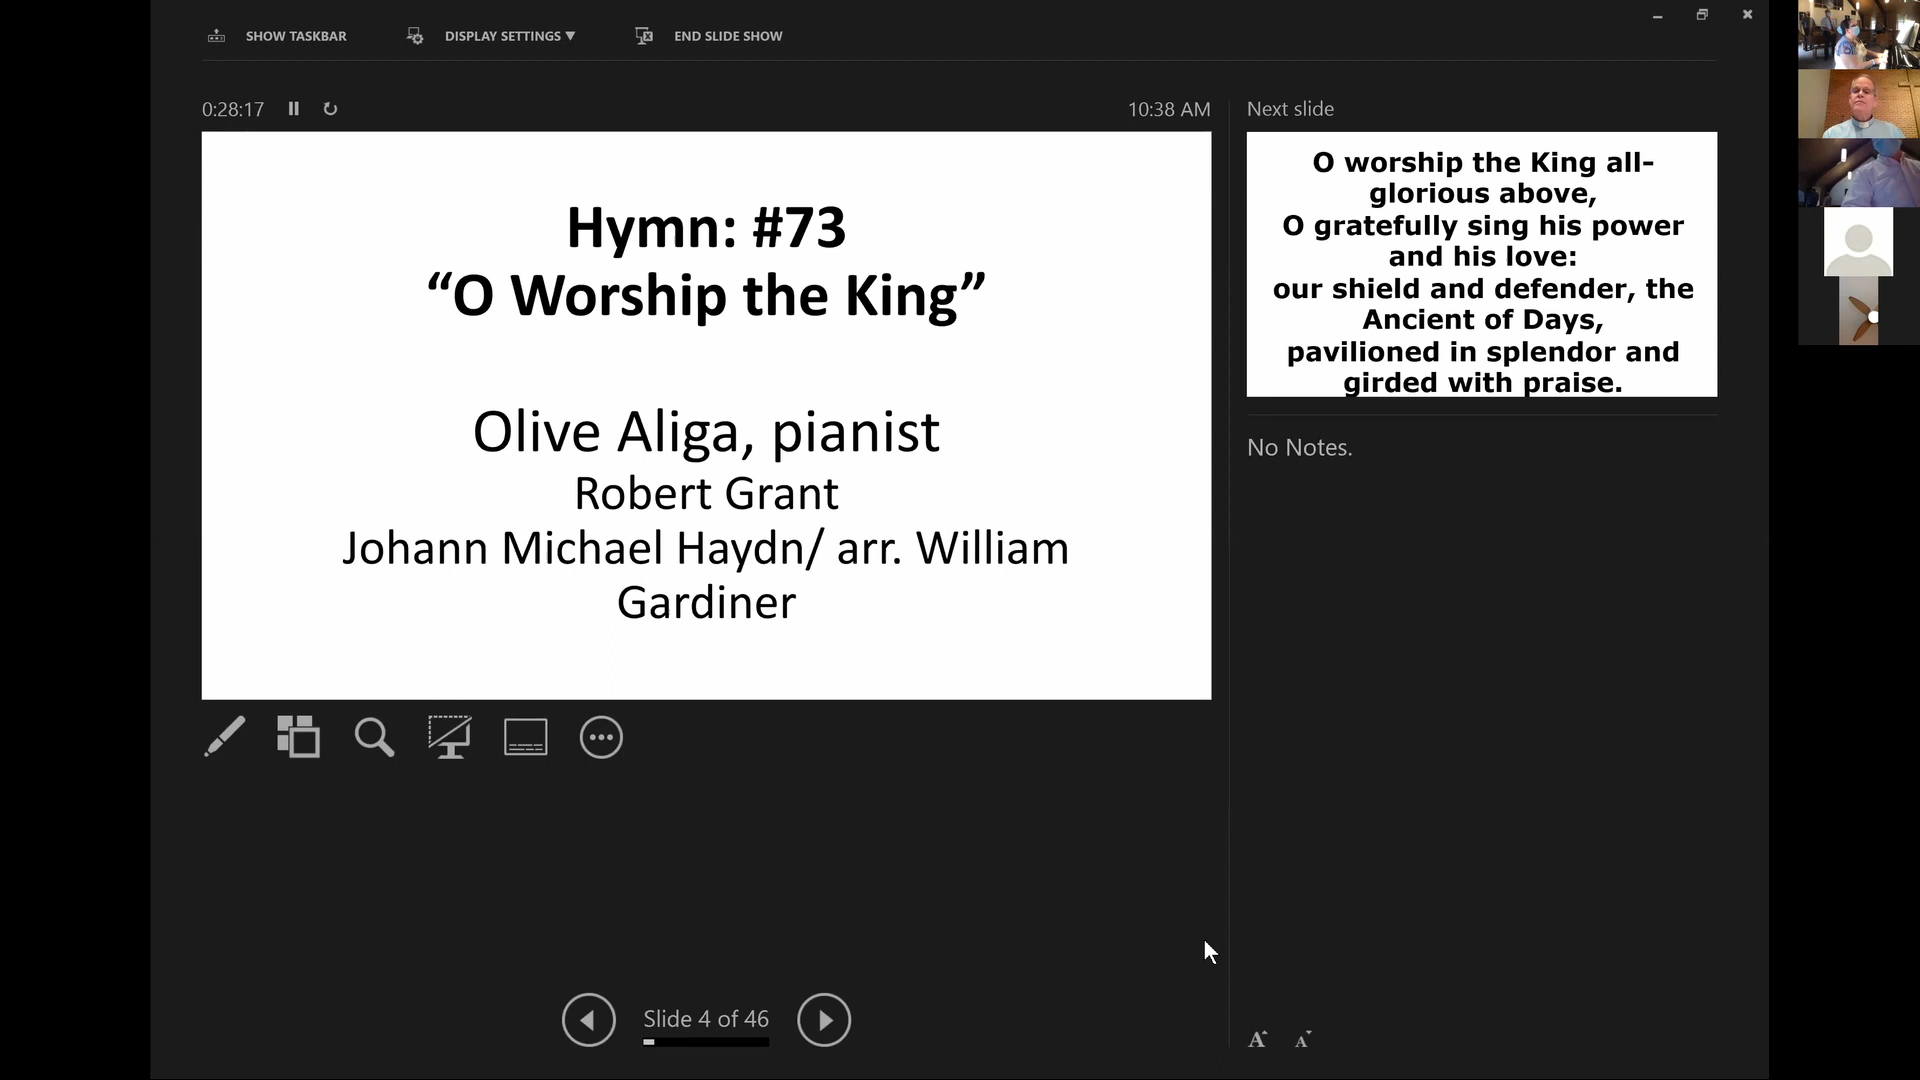 SHOW TASKBAR
DISPLAY SETTINGS ▼
END SLIDE SHOW
0:28:17
10:38 AM
Hymn: #73
“O Worship the King”
Olive Aliga, pianist
Robert Grant
Johann Michael Haydn/ arr. William
Gardiner
Next slide
O worship the King all-
glorious above,
O gratefully sing his power
and his love:
our shield and defender, the
Ancient of Days,
pavilioned in splendor and
girded with praise.
No Notes.
Slide 4 of 46
A A